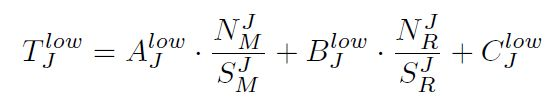 T_J^{low} = A_J^{low} · \frac{N_M^J}{S_M^J} + B_J^{low} · \frac{N_R^J}{S_R^J} + C_J^{low}